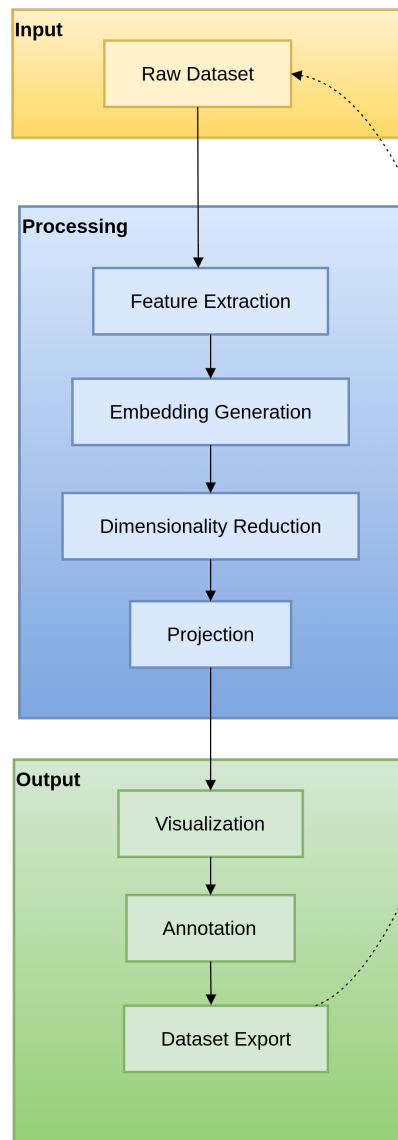 Input
Raw Dataset
Processing
Feature Extraction
Embedding Generation
Dimensionality Reduction
Projection
Output
Visualization
Annotation
Dataset Export